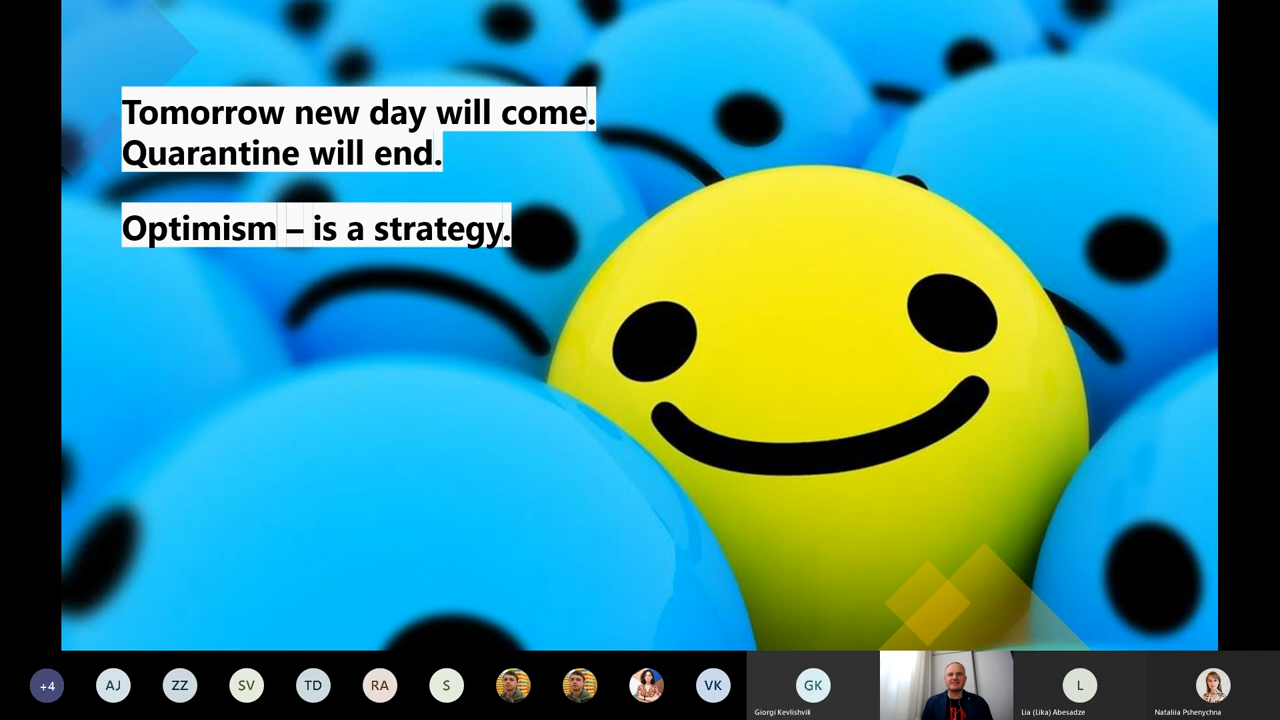 Tomorrow new day will come.
Quarantine will end.
Optimism – is a strategy.
+4
AJ
ZZ
SV
TD
RA
S
VK
GK
L
Giorgi Kevlishvili
Lia (Lika) Abesadze
Nataliia Pshenychna